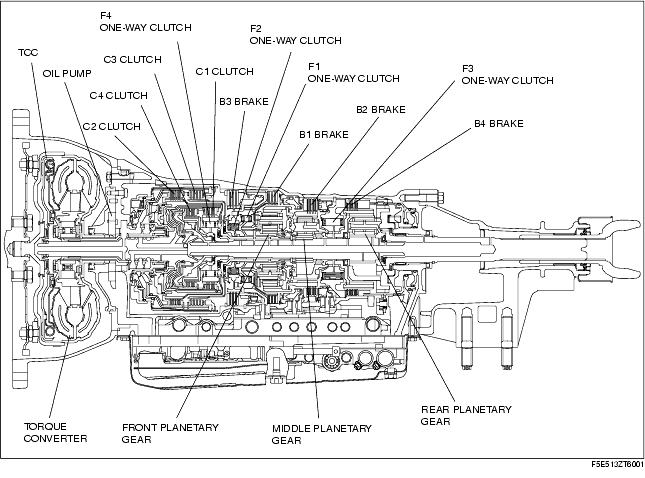 F4
ONE-WAY CLUTCH
F2
ONE-WAY CLUTCH
TCC
C3 CLUTCH
F1
ONE-WAY CLUTCH
F3
ONE-WAY CLUTCH
OIL PUMP
C1 CLUTCH
C4 CLUTCH
B3 BRAKE
B2 BRAKE
C2 CLUTCH
B1 BRAKE
B4 BRAKE
TORQUE
CONVERTER
FRONT PLANETARY
GEAR
MIDDLE PLANETARY
GEAR
REAR PLANETARY
GEAR
F5E513ZT6001